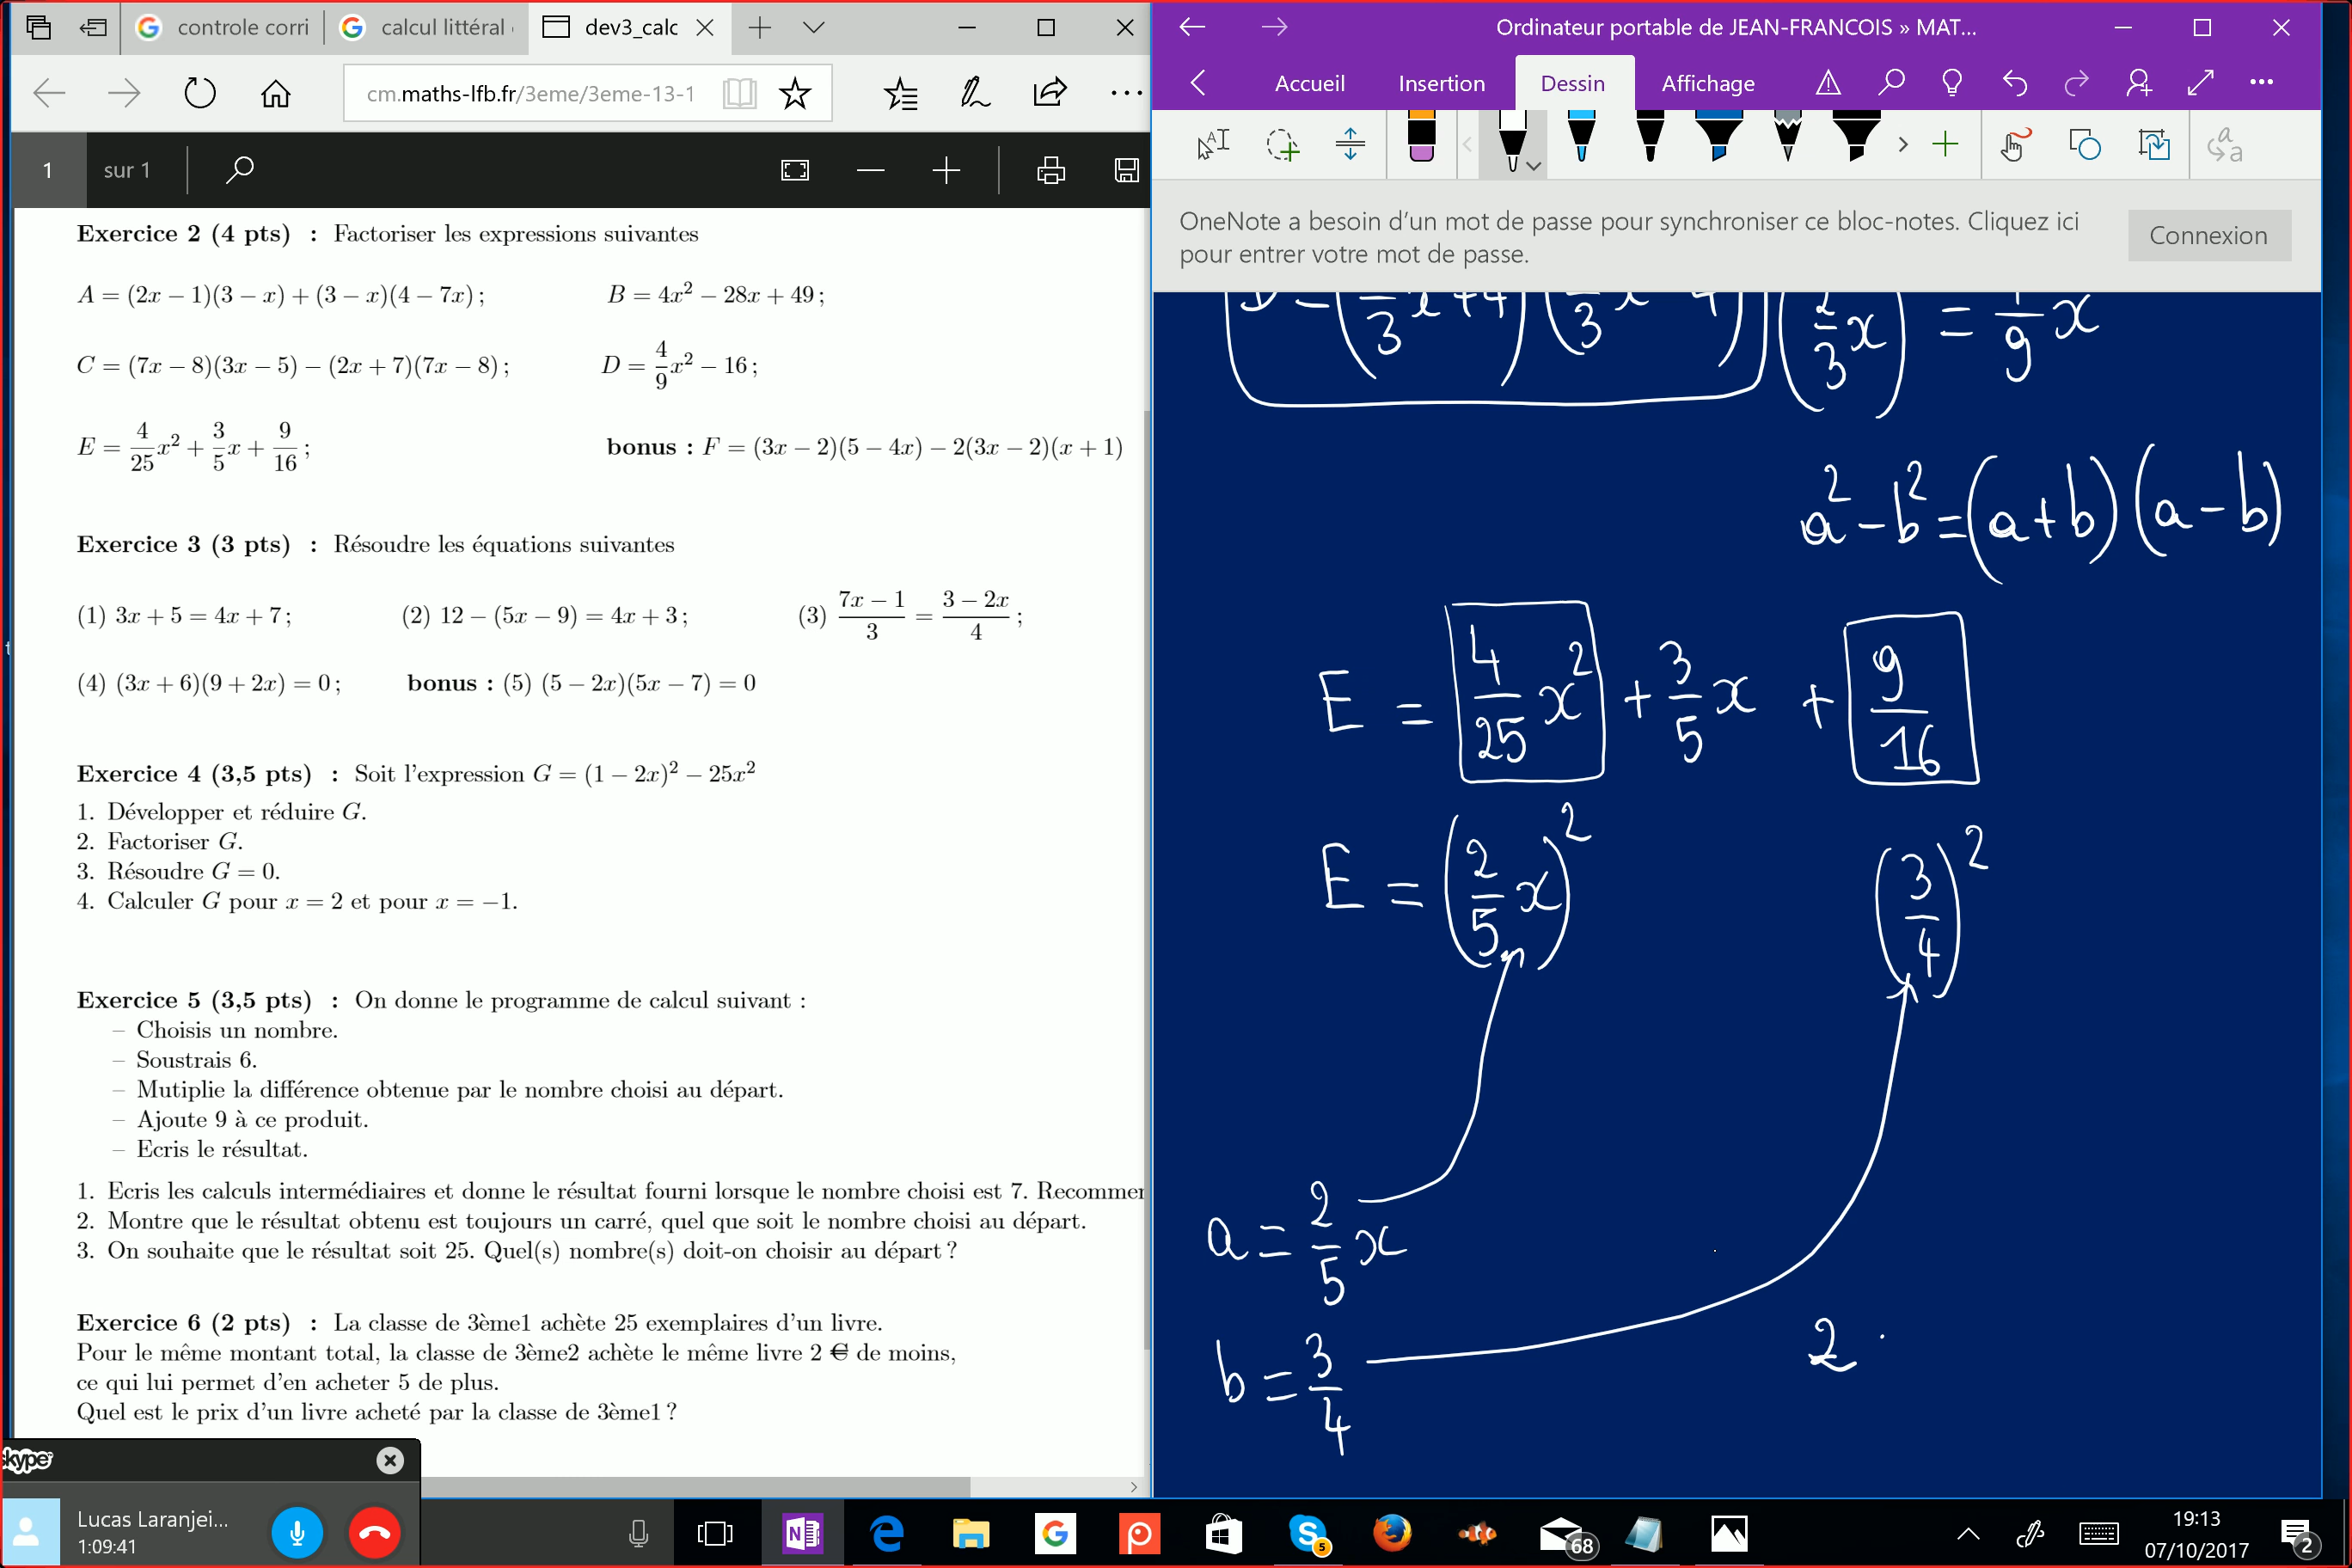 controle corri
calcul littéral
dev3_calc
cm.maths-lfb.fr/3eme/3eme-13-1
1 sur 1
Exercice 2 (4 pts) : Factoriser les expressions suivantes
A = (2x − 1)(3 − x) + (3 − x)(4 − 7x) ; B = 4x² − 28x + 49 ;
C = (7x − 8)(3x − 5) − (2x + 7)(7x − 8) ; D = 4/9 x² − 16 ;
E = 4/25 x² + 3/5 x + 9/16 ; bonus : F = (3x − 2)(5 − 4x) − 2(3x − 2)(x + 1)
Exercice 3 (3 pts) : Résoudre les équations suivantes
(1) 3x + 5 = 4x + 7 ; (2) 12 − (5x − 9) = 4x + 3 ; (3) (7x − 1)/3 = (3 − 2x)/4 ;
(4) (3x + 6)(9 + 2x) = 0 ; bonus : (5) (5 − 2x)(5x − 7) = 0
Exercice 4 (3,5 pts) : Soit l'expression G = (1 − 2x)² − 25x²
1. Développer et réduire G.
2. Factoriser G.
3. Résoudre G = 0.
4. Calculer G pour x = 2 et pour x = −1.
Exercice 5 (3,5 pts) : On donne le programme de calcul suivant :
– Choisis un nombre.
– Soustrais 6.
– Mutiplie la différence obtenue par le nombre choisi au départ.
– Ajoute 9 à ce produit.
– Ecris le résultat.
1. Ecris les calculs intermédiaires et donne le résultat fourni lorsque le nombre choisi est 7. Recommen
2. Montre que le résultat obtenu est toujours un carré, quel que soit le nombre choisi au départ.
3. On souhaite que le résultat soit 25. Quel(s) nombre(s) doit-on choisir au départ ?
Exercice 6 (2 pts) : La classe de 3ème1 achète 25 exemplaires d'un livre.
Pour le même montant total, la classe de 3ème2 achète le même livre 2 € de moins,
ce qui lui permet d'en acheter 5 de plus.
Quel est le prix d'un livre acheté par la classe de 3ème1 ?
skype
Lucas Laranjei...
1:09:41
Ordinateur portable de JEAN-FRANCOIS » MAT...
Accueil Insertion Dessin Affichage
OneNote a besoin d'un mot de passe pour synchroniser ce bloc-notes. Cliquez ici
pour entrer votre mot de passe.
Connexion
a² − b² = (a + b)(a − b)
E = 4/25 x² + 3/5 x + 9/16
E = (2/5 x)² (3/4)²
a = 2/5 x
b = 3/4
2 .
5
68
19:13
07/10/2017
2